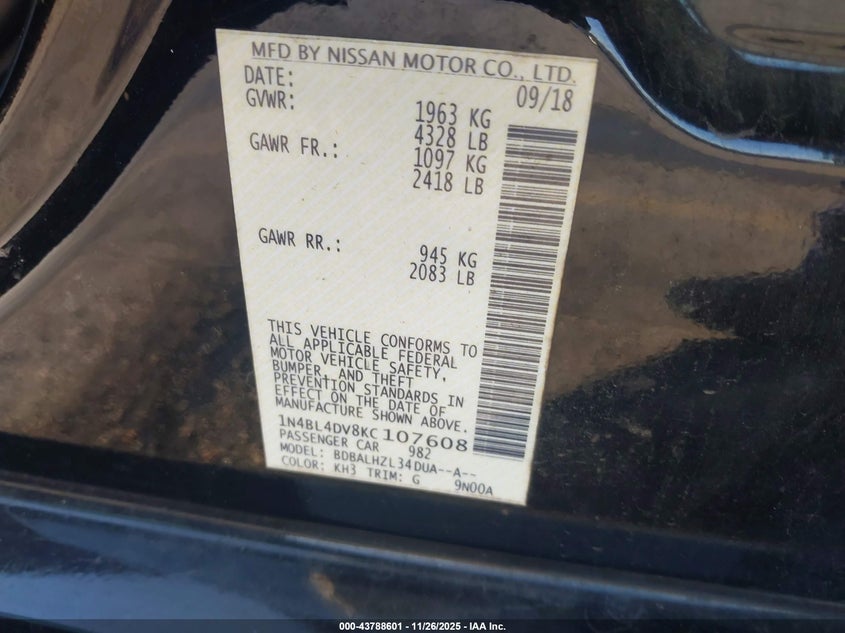 MFD BY NISSAN MOTOR CO., LTD.
DATE: 09/18
GVWR: 1963 KG
4328 LB
GAWR FR.: 1097 KG
2418 LB
GAWR RR.: 945 KG
2083 LB
THIS VEHICLE CONFORMS TO
ALL APPLICABLE FEDERAL
MOTOR VEHICLE SAFETY,
BUMPER, AND THEFT
PREVENTION STANDARDS IN
EFFECT ON THE DATE OF
MANUFACTURE SHOWN ABOVE.
1N4BL4DV8KC107608
PASSENGER CAR 982
MODEL: BDBALHZL34DUA--A--
COLOR: KH3 TRIM: G 9N00A
000-43788601 | 11/26/2025 - IAA Inc.